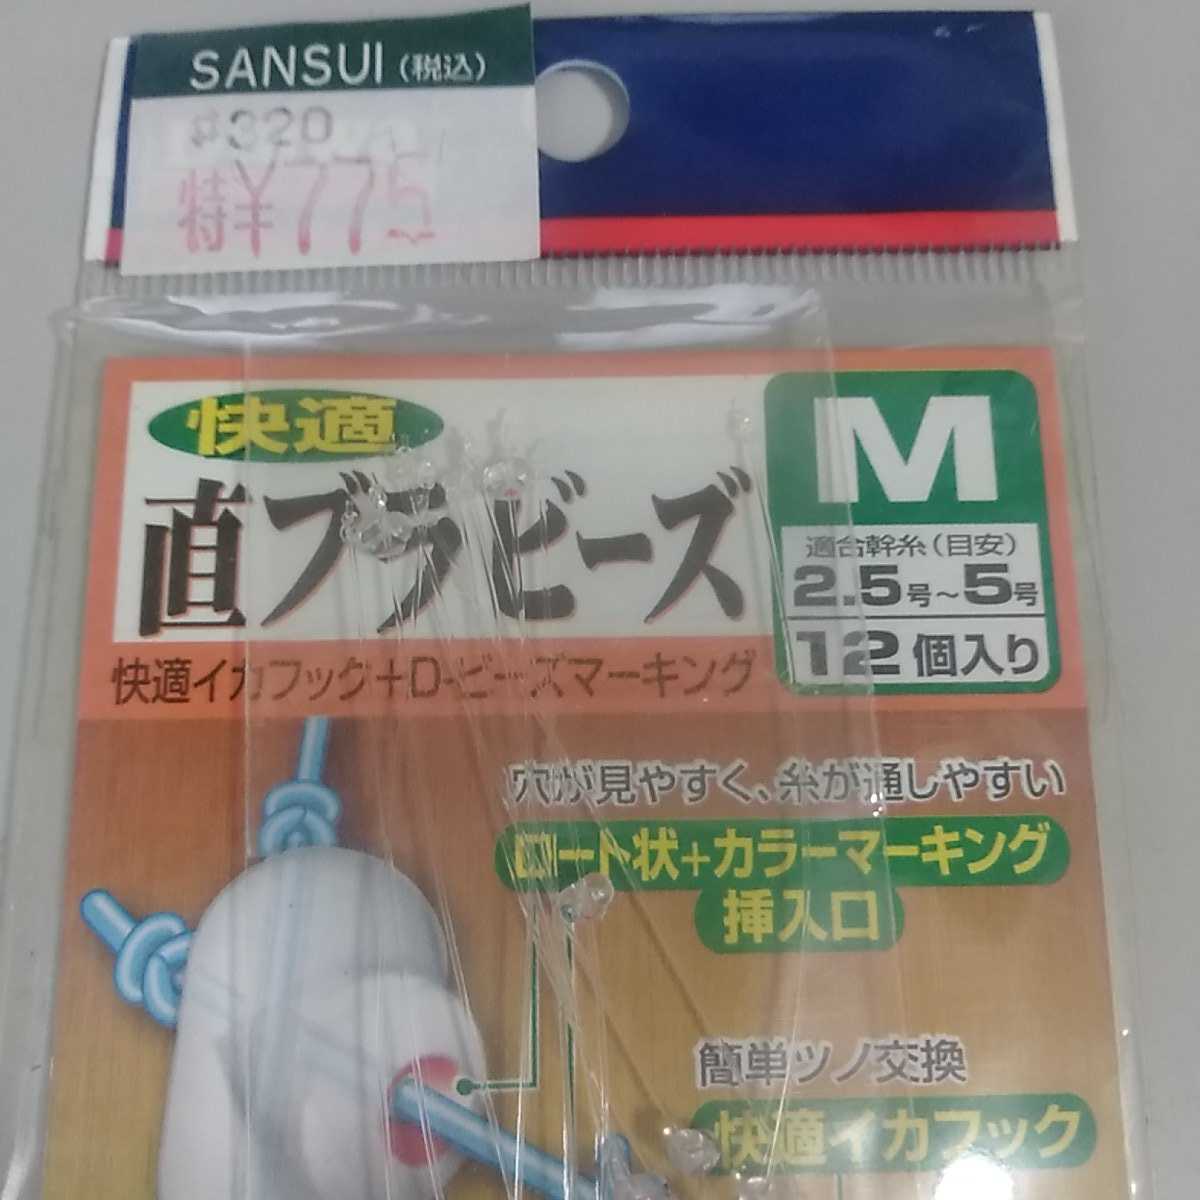 SANSUI (税込)
#320
特¥775
快適
直ブラビーズ
快適イカフック+D-ビーズマーキング
M
適合幹糸(目安)
2.5号~5号
12個入り
穴が見やすく、糸が通しやすい
ロート状+カラーマーキング
挿入口
簡単ツノ交換
快適イカフック